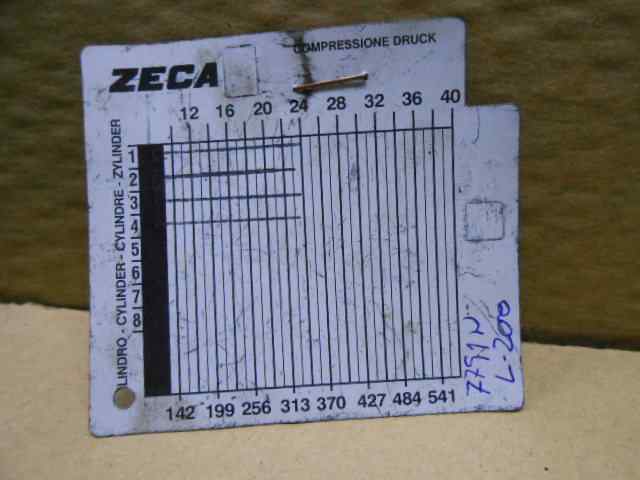 COMPRESSIONE DRUCK
ZECA
12 16 20 24 28 32 36 40
LINDRO - CYLINDER - CYLINDRE - ZYLINDER
1
2
3
4
5
6
7
8
142 199 256 313 370 427 484 541
L-200